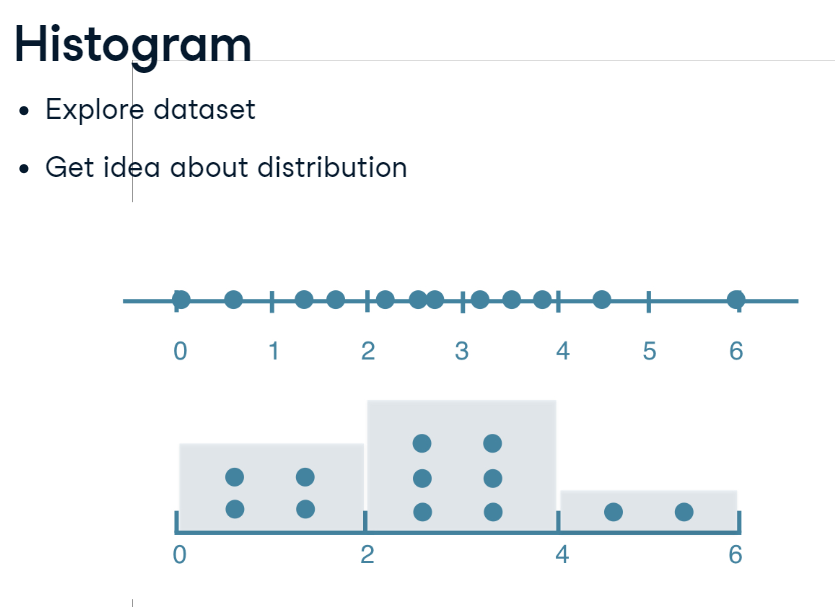 Histogram
• Explore dataset
• Get idea about distribution
0 1 2 3 4 5 6
0 2 4 6